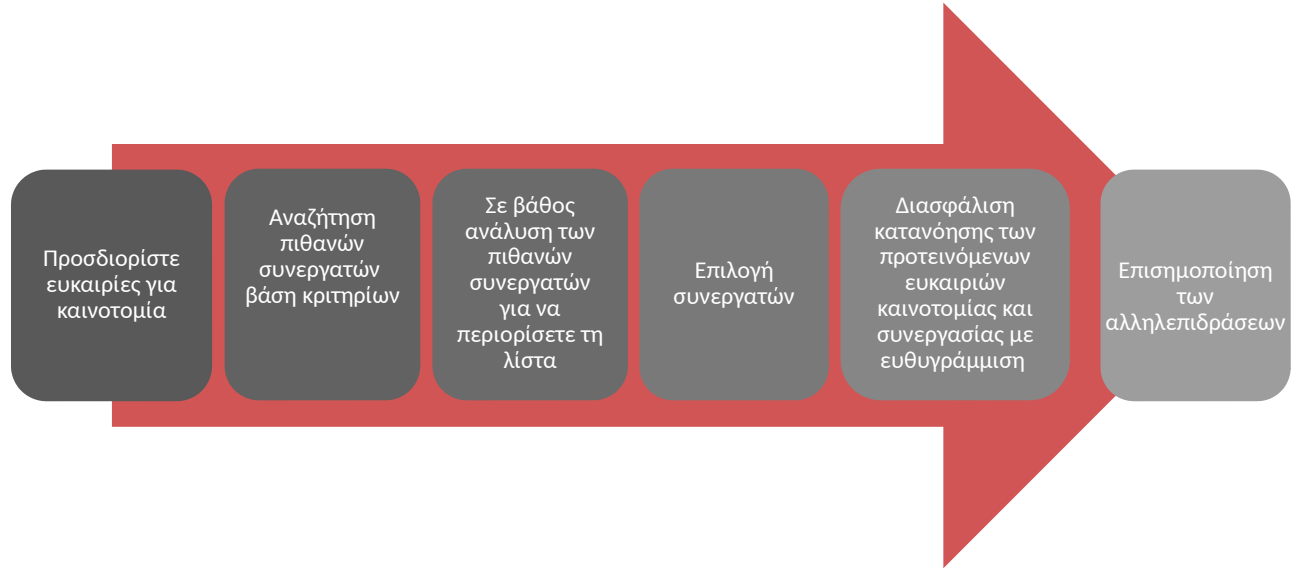 Προσδιορίστε
ευκαιρίες για
καινοτομία
Αναζήτηση
πιθανών
συνεργατών
βάση κριτηρίων
Σε βάθος
ανάλυση των
πιθανών
συνεργατών
για να
περιορίσετε τη
λίστα
Επιλογή
συνεργατών
Διασφάλιση
κατανόησης των
προτεινόμενων
ευκαιριών
καινοτομίας και
συνεργασίας με
ευθυγράμμιση
Επισημοποίηση
των
αλληλεπιδράσεων